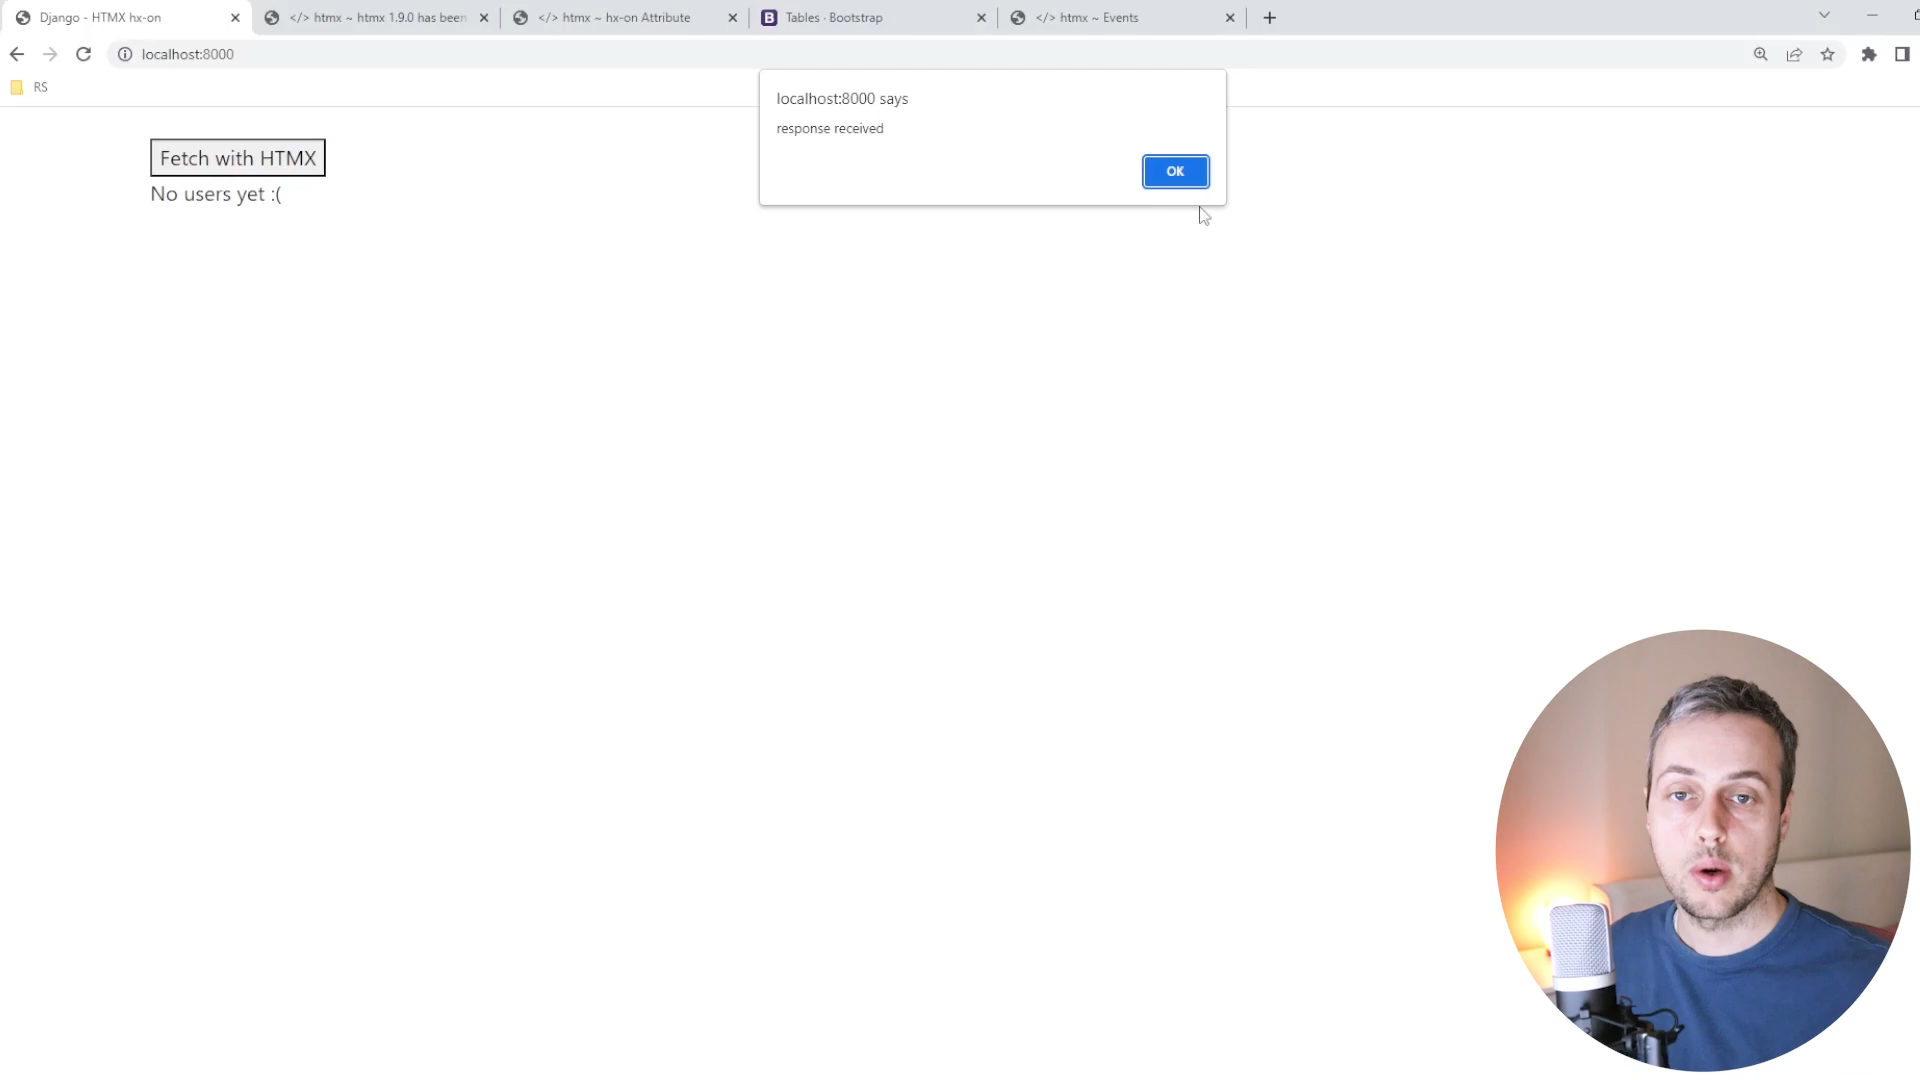 Django - HTMX hx-on
</> htmx ~ htmx 1.9.0 has been
</> htmx ~ hx-on Attribute
B Tables · Bootstrap
</> htmx ~ Events
localhost:8000
RS
localhost:8000 says
response received
OK
Fetch with HTMX
No users yet :(